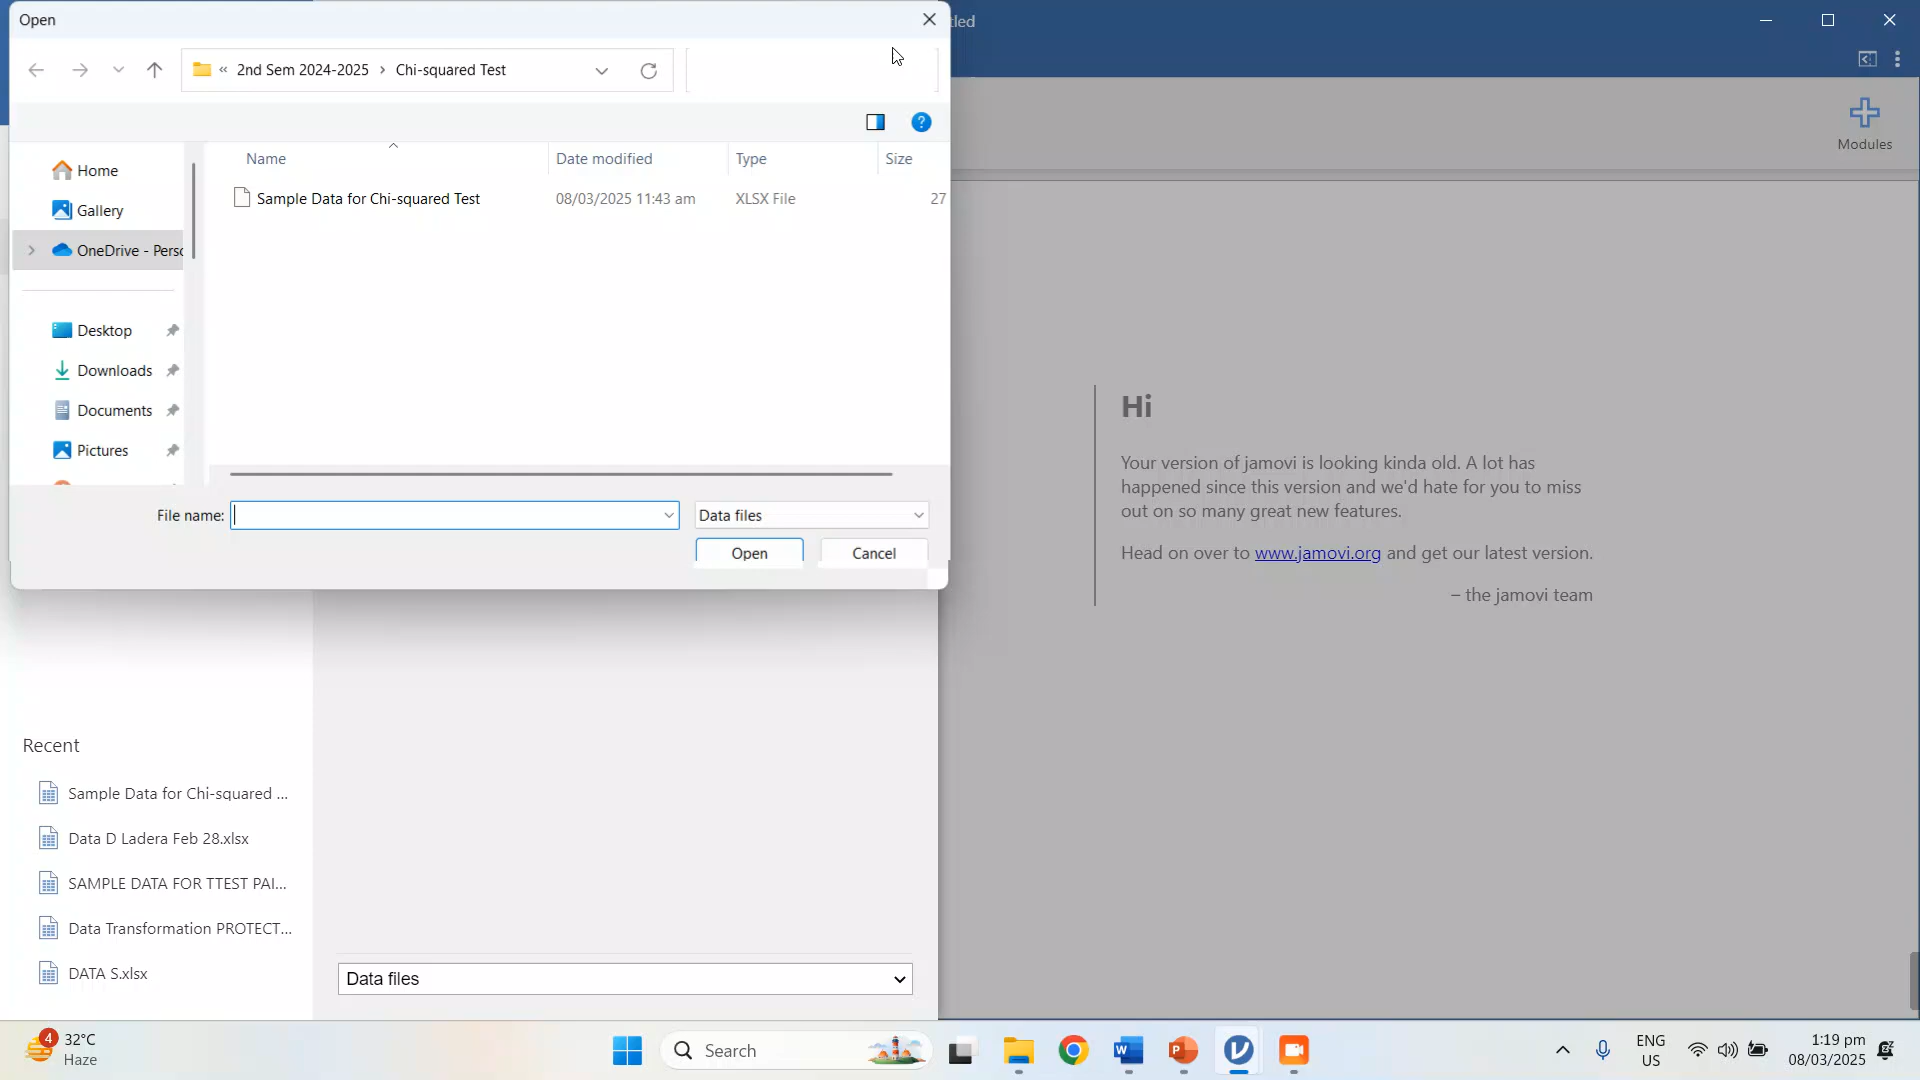 Open
tled
« 2nd Sem 2024-2025 > Chi-squared Test
Modules
Name
Date modified
Type
Size
Home
Gallery
OneDrive - Perso
Sample Data for Chi-squared Test
08/03/2025 11:43 am
XLSX File
27
Desktop
Downloads
Documents
Pictures
File name:
Data files
Open
Cancel
Hi
Your version of jamovi is looking kinda old. A lot has
happened since this version and we'd hate for you to miss
out on so many great new features.
Head on over to www.jamovi.org and get our latest version.
– the jamovi team
Recent
Sample Data for Chi-squared ...
Data D Ladera Feb 28.xlsx
SAMPLE DATA FOR TTEST PAI...
Data Transformation PROTECT...
DATA S.xlsx
Data files
4
32°C
Haze
Search
ENG
US
1:19 pm
08/03/2025